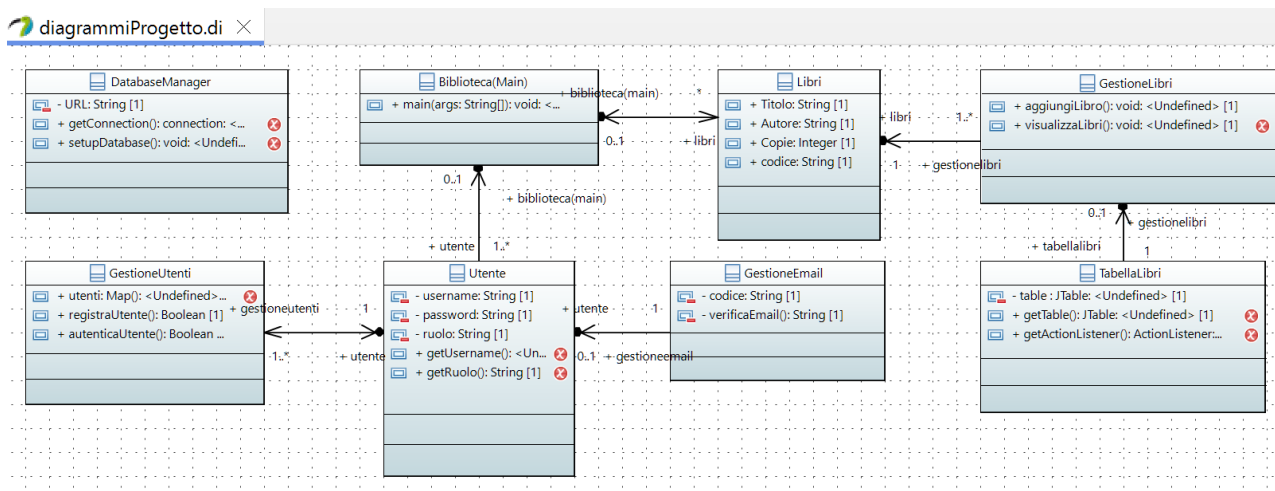 diagrammiProgetto.di
DatabaseManager
- URL: String [1]
+ getConnection(): connection: <...
+ setupDatabase(): void: <Undefi...
Biblioteca(Main)
+ main(args: String[]): void: <...
+ biblioteca(main)
*
0..1
+ libri
Libri
+ Titolo: String [1]
+ Autore: String [1]
+ Copie: Integer [1]
+ codice: String [1]
+ libri
1..*
1
+ gestionelibri
GestioneLibri
+ aggiungiLibro(): void: <Undefined> [1]
+ visualizzaLibri(): void: <Undefined> [1]
0..1
+ biblioteca(main)
+ utente
1..*
0..1
+ gestionelibri
+ tabellalibri
1
GestioneUtenti
+ utenti: Map(): <Undefined>...
+ registraUtente(): Boolean [1]
+ autenticaUtente(): Boolean ...
+ gestioneutenti
1
1..*
+ utente
Utente
- username: String [1]
- password: String [1]
- ruolo: String [1]
+ getUsername(): <Un...
+ getRuolo(): String [1]
+ utente
1
0..1
+ gestioneemail
GestioneEmail
- codice: String [1]
- verificaEmail(): String [1]
TabellaLibri
- table : JTable: <Undefined> [1]
+ getTable(): JTable: <Undefined> [1]
+ getActionListener(): ActionListener:...